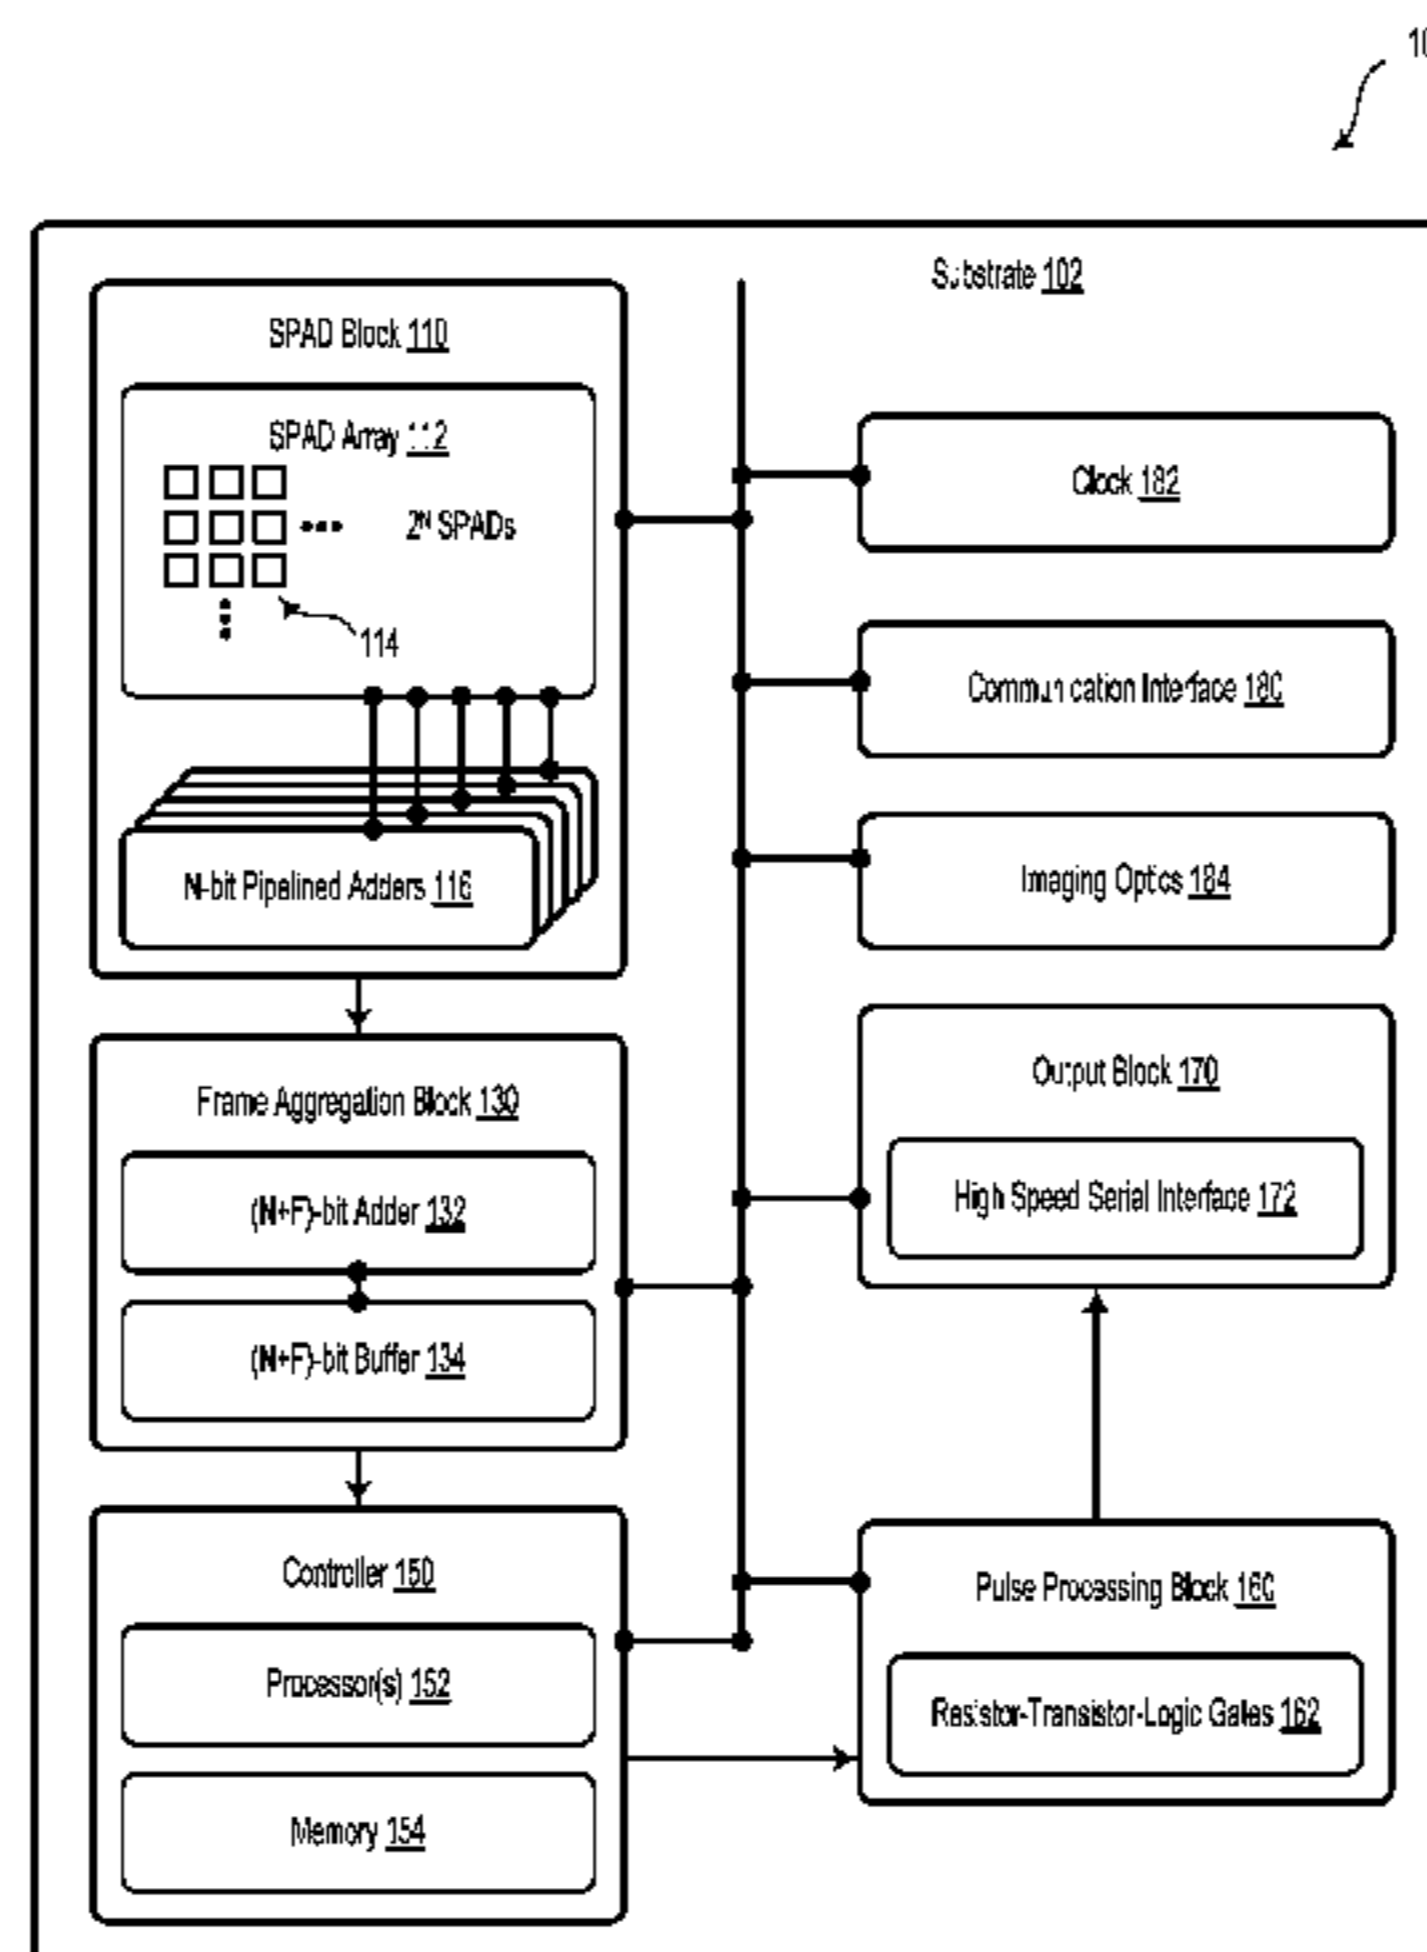 Substrate 102
SPAD Block 110
SPAD Array 112
2ᴺ SPADs
114
N-bit Pipelined Adders 116
Frame Aggregation Block 130
(N+F)-bit Adder 132
(N+F)-bit Buffer 134
Controller 150
Processor(s) 152
Memory 154
Clock 182
Communication Interface 180
Imaging Optics 184
Output Block 170
High Speed Serial Interface 172
Pulse Processing Block 160
Resistor-Transistor-Logic Gates 162